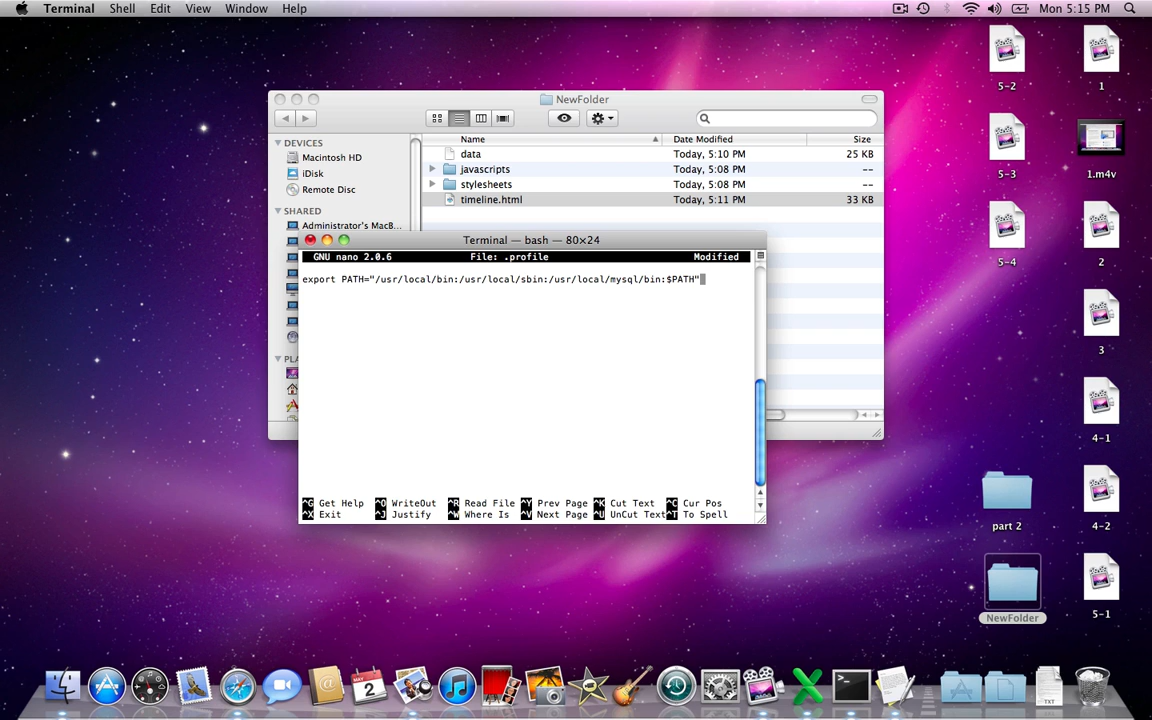 Terminal Shell Edit View Window Help Mon 5:15 PM
NewFolder
DEVICES
Macintosh HD
iDisk
Remote Disc
SHARED
Administrator's MacB...
PLA
Name Date Modified Size
data Today, 5:10 PM 25 KB
javascripts Today, 5:08 PM --
stylesheets Today, 5:08 PM --
timeline.html Today, 5:11 PM 33 KB
Terminal — bash — 80×24
GNU nano 2.0.6 File: .profile Modified
export PATH="/usr/local/bin:/usr/local/sbin:/usr/local/mysql/bin:$PATH"
^G Get Help ^O WriteOut ^R Read File ^Y Prev Page ^K Cut Text ^C Cur Pos
^X Exit ^J Justify ^W Where Is ^V Next Page ^U UnCut Text ^T To Spell
5-2
1
5-3
1.m4v
5-4
2
3
4-1
part 2
4-2
NewFolder
5-1
2
TXT